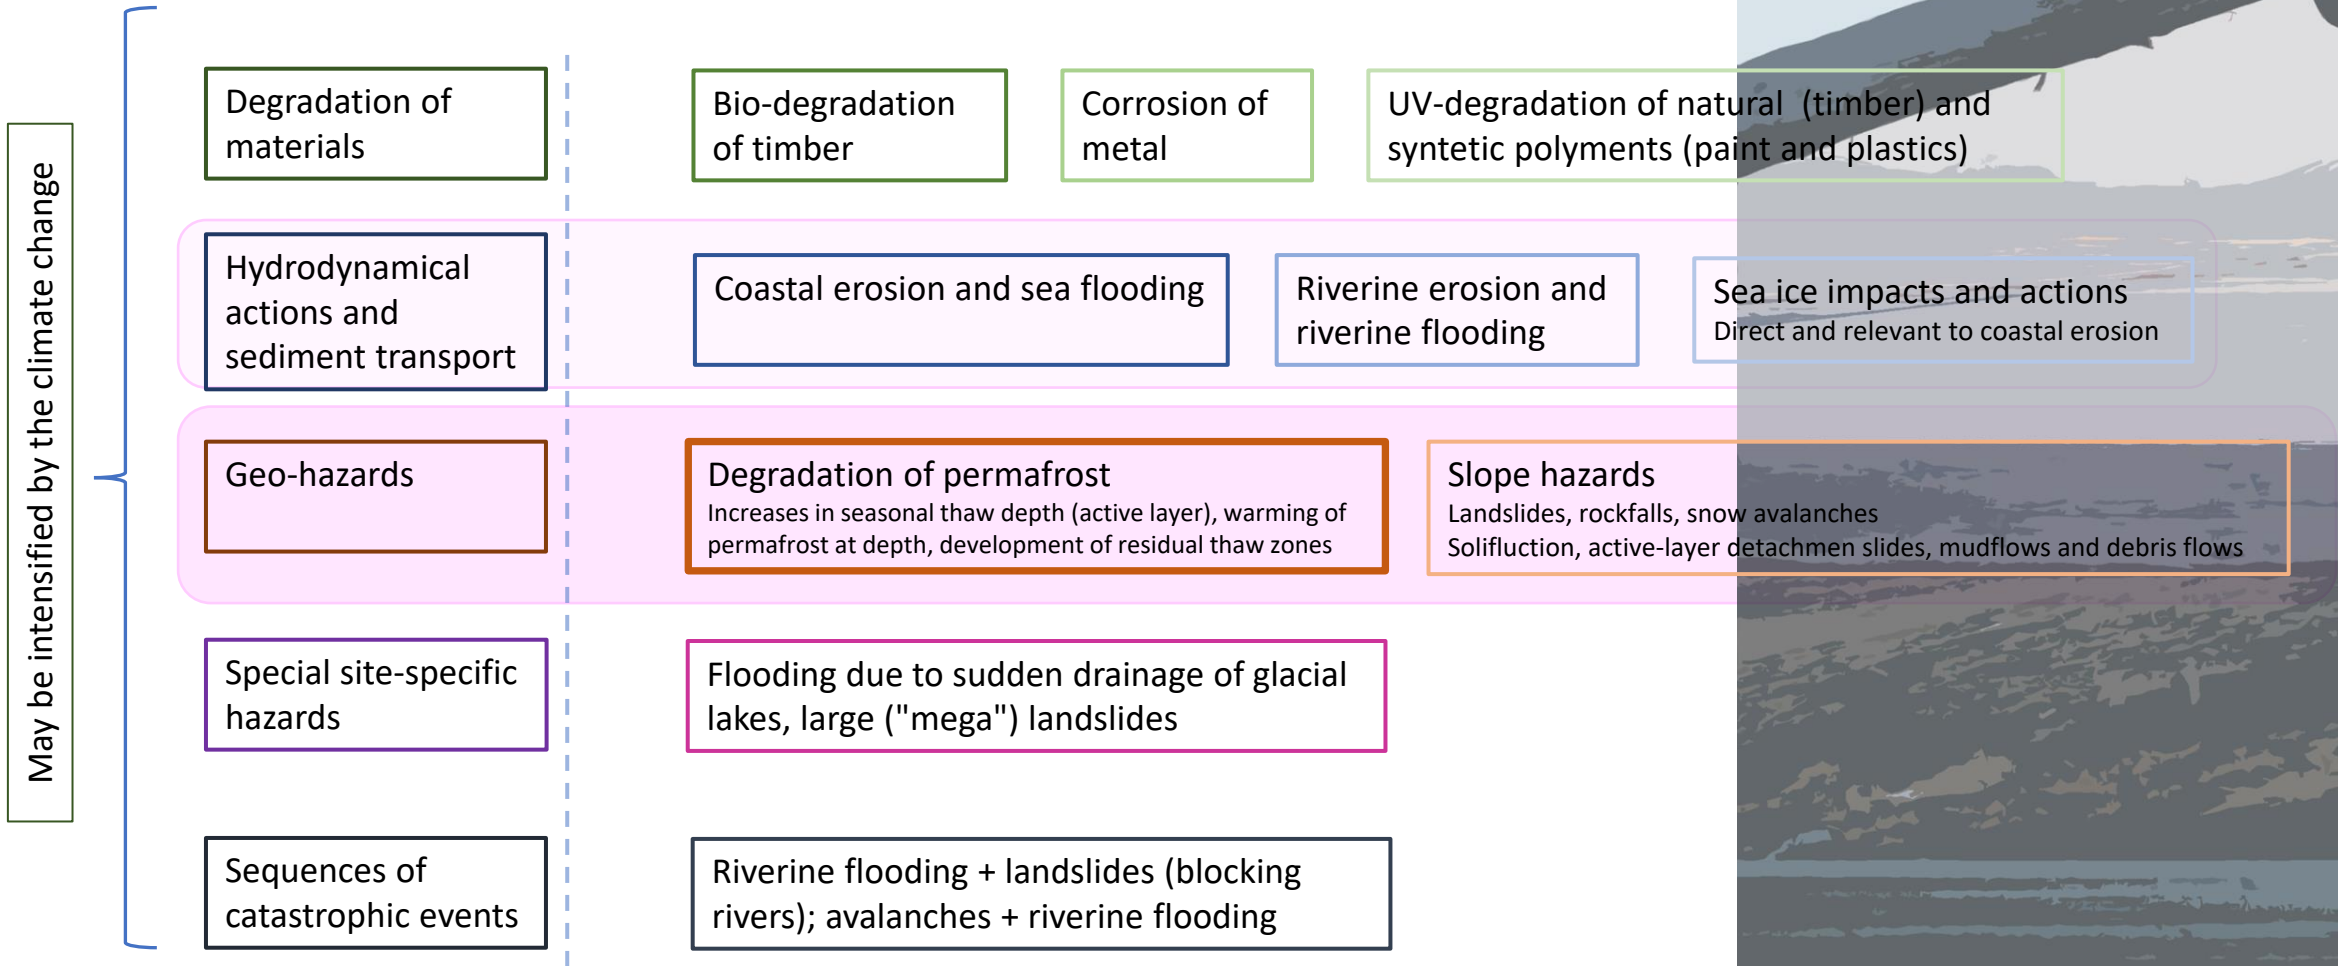 May be intensified by the climate change
Degradation of
materials
Bio-degradation
of timber
Corrosion of
metal
UV-degradation of natural  (timber) and
syntetic polyments (paint and plastics)
Hydrodynamical
actions and
sediment transport
Coastal erosion and sea flooding
Riverine erosion and
riverine flooding
Sea ice impacts and actions
Direct and relevant to coastal erosion
Geo-hazards
Degradation of permafrost
Increases in seasonal thaw depth (active layer), warming of
permafrost at depth, development of residual thaw zones
Slope hazards
Landslides, rockfalls, snow avalanches
Solifluction, active-layer detachmen slides, mudflows and debris flows
Special site-specific
hazards
Flooding due to sudden drainage of glacial
lakes, large ("mega") landslides
Sequences of
catastrophic events
Riverine flooding + landslides (blocking
rivers); avalanches + riverine flooding